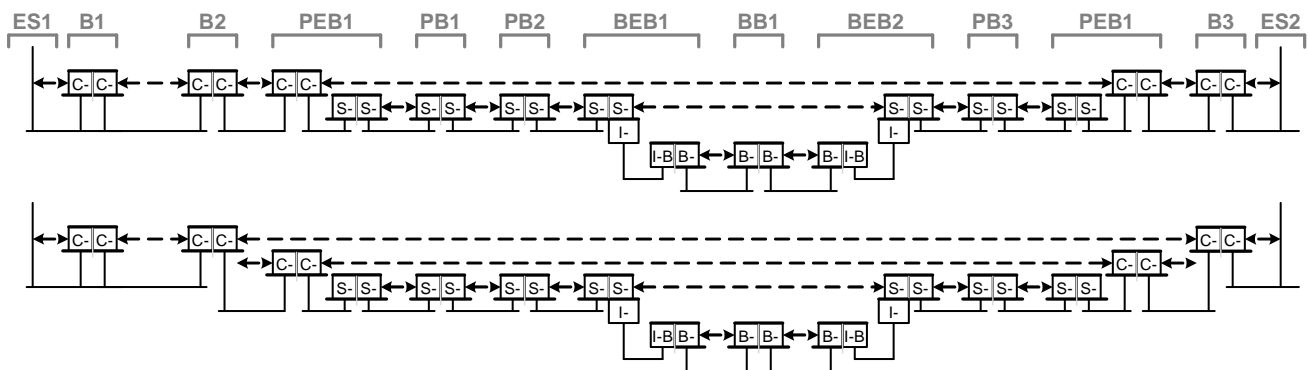 ES1 B1 B2 PEB1 PB1 PB2 BEB1 BB1 BEB2 PB3 PEB1 B3 ES2
C- C- C- C- C- C- C- C- C- C-
S- S- S- S- S- S- S- S- S- S- S- S- S- S-
I- I-
I-B B- B- B- B- I-B
C- C- C- C- C- C-
C- C- C- C-
S- S- S- S- S- S- S- S- S- S- S- S- S- S-
I- I-
I-B B- B- B- B- I-B